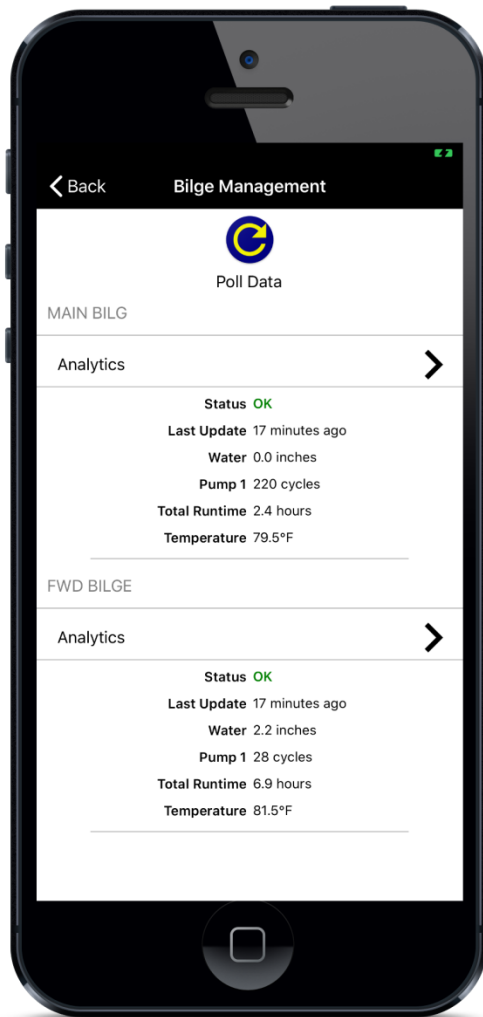 Back Bilge Management
Poll Data
MAIN BILG
Analytics
Status OK
Last Update 17 minutes ago
Water 0.0 inches
Pump 1 220 cycles
Total Runtime 2.4 hours
Temperature 79.5°F
FWD BILGE
Analytics
Status OK
Last Update 17 minutes ago
Water 2.2 inches
Pump 1 28 cycles
Total Runtime 6.9 hours
Temperature 81.5°F